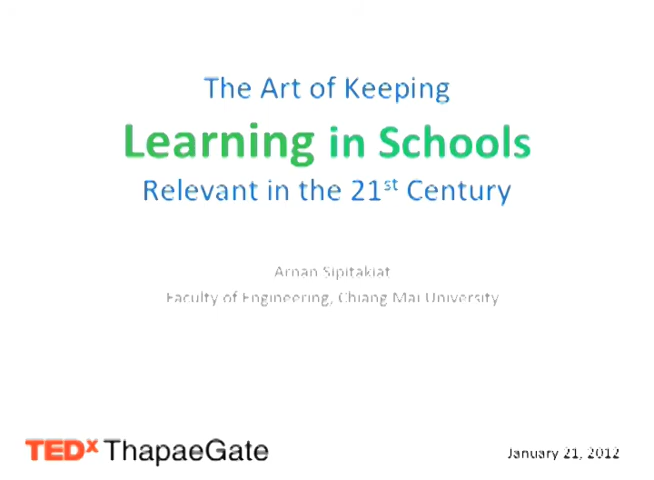 The Art of Keeping
Learning in Schools
Relevant in the 21st Century
Arnan Sipitakiat
Faculty of Engineering, Chiang Mai University
TEDx ThapaeGate
January 21, 2012